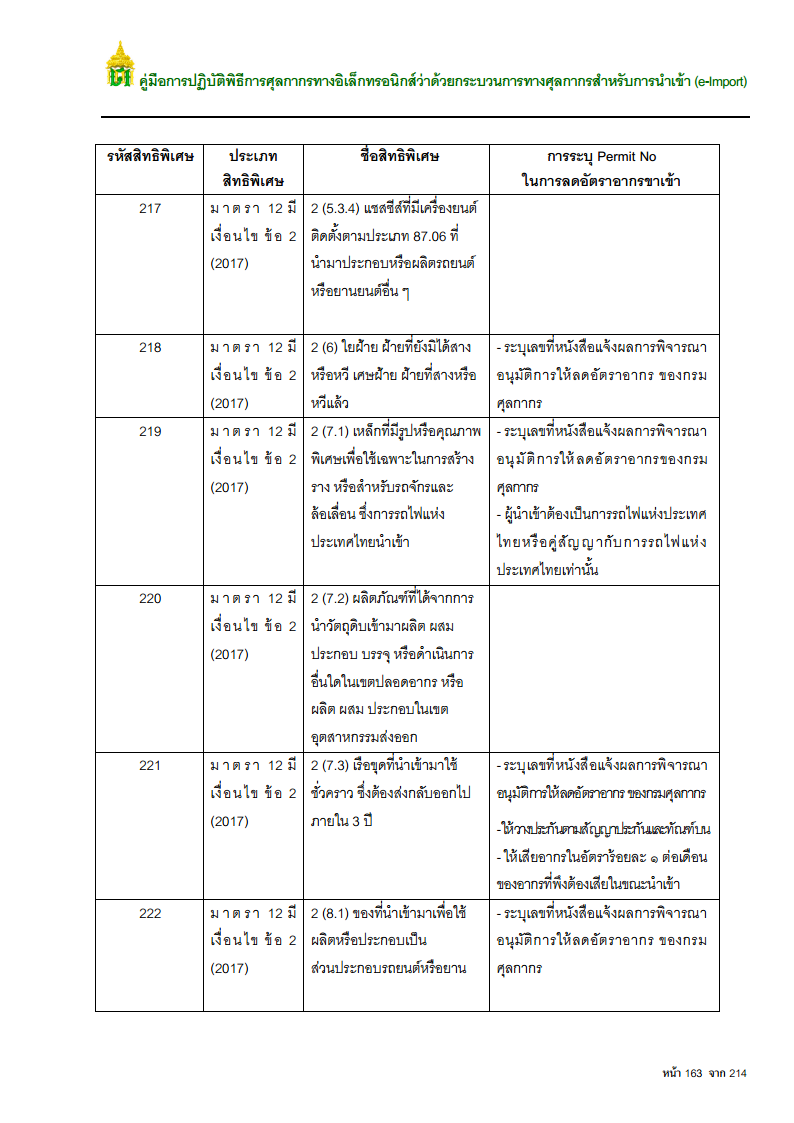 คู่มือการปฏิบัติพิธีการศุลกากรทางอิเล็กทรอนิกส์ว่าด้วยกระบวนการทางศุลกากรสำหรับการนำเข้า (e-Import)
รหัสสิทธิพิเศษ
ประเภท
สิทธิพิเศษ
ชื่อสิทธิพิเศษ
การระบุ Permit No
ในการลดอัตราอากรขาเข้า
217
มาตรา 12 มี
เงื่อนไข ข้อ 2
(2017)
2 (5.3.4) แชสซีส์ที่มีเครื่องยนต์
ติดตั้งตามประเภท 87.06 ที่
นำมาประกอบหรือผลิตรถยนต์
หรือยานยนต์อื่น ๆ
218
มาตรา 12 มี
เงื่อนไข ข้อ 2
(2017)
2 (6) ใยฝ้าย ฝ้ายที่ยังมิได้สาง
หรือหวี เศษฝ้าย ฝ้ายที่สางหรือ
หวีแล้ว
- ระบุเลขที่หนังสือแจ้งผลการพิจารณา
อนุมัติการให้ลดอัตราอากร ของกรม
ศุลกากร
219
มาตรา 12 มี
เงื่อนไข ข้อ 2
(2017)
2 (7.1) เหล็กที่มีรูปหรือคุณภาพ
พิเศษเพื่อใช้เฉพาะในการสร้าง
ราง หรือสำหรับรถจักรและ
ล้อเลื่อน ซึ่งการรถไฟแห่ง
ประเทศไทยนำเข้า
- ระบุเลขที่หนังสือแจ้งผลการพิจารณา
อนุมัติการให้ลดอัตราอากรของกรม
ศุลกากร
- ผู้นำเข้าต้องเป็นการรถไฟแห่งประเทศ
ไทยหรือคู่สัญญากับการรถไฟแห่ง
ประเทศไทยเท่านั้น
220
มาตรา 12 มี
เงื่อนไข ข้อ 2
(2017)
2 (7.2) ผลิตภัณฑ์ที่ได้จากการ
นำวัตถุดิบเข้ามาผลิต ผสม
ประกอบ บรรจุ หรือดำเนินการ
อื่นใดในเขตปลอดอากร หรือ
ผลิต ผสม ประกอบในเขต
อุตสาหกรรมส่งออก
221
มาตรา 12 มี
เงื่อนไข ข้อ 2
(2017)
2 (7.3) เรือขุดที่นำเข้ามาใช้
ชั่วคราว ซึ่งต้องส่งกลับออกไป
ภายใน 3 ปี
- ระบุเลขที่หนังสือแจ้งผลการพิจารณา
อนุมัติการให้ลดอัตราอากร ของกรมศุลกากร
- ให้วางประกันตามสัญญาประกันและทัณฑ์บน
- ให้เสียอากรในอัตราร้อยละ ๑ ต่อเดือน
ของอากรที่พึงต้องเสียในขณะนำเข้า
222
มาตรา 12 มี
เงื่อนไข ข้อ 2
(2017)
2 (8.1) ของที่นำเข้ามาเพื่อใช้
ผลิตหรือประกอบเป็น
ส่วนประกอบรถยนต์หรือยาน
- ระบุเลขที่หนังสือแจ้งผลการพิจารณา
อนุมัติการให้ลดอัตราอากร ของกรม
ศุลกากร
หน้า 163 จาก 214